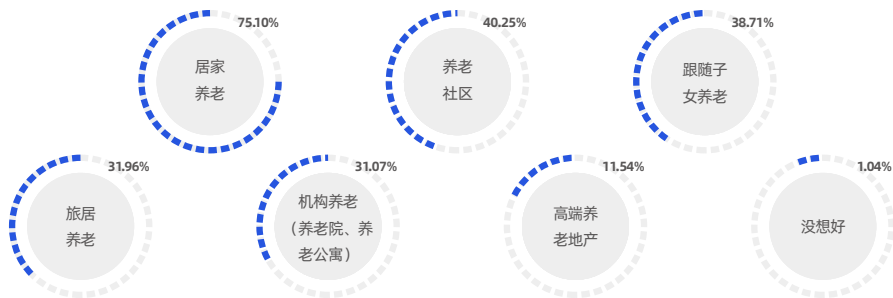 75.10%
居家
养老
40.25%
养老
社区
38.71%
跟随子
女养老
31.96%
旅居
养老
31.07%
机构养老
（养老院、养
老公寓）
11.54%
高端养
老地产
1.04%
没想好